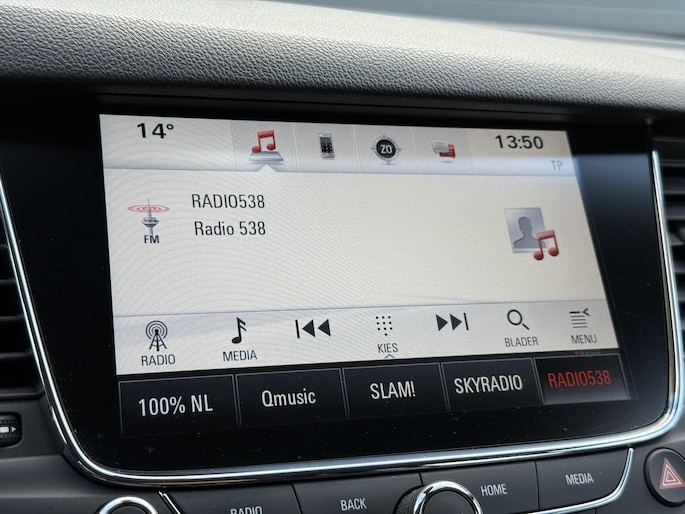 14°
13:50
ZO
TP
RADIO538
Radio 538
FM
RADIO
MEDIA
KIES
BLADER
MENU
100% NL
Qmusic
SLAM!
SKYRADIO
RADIO538
RADIO
BACK
HOME
MEDIA